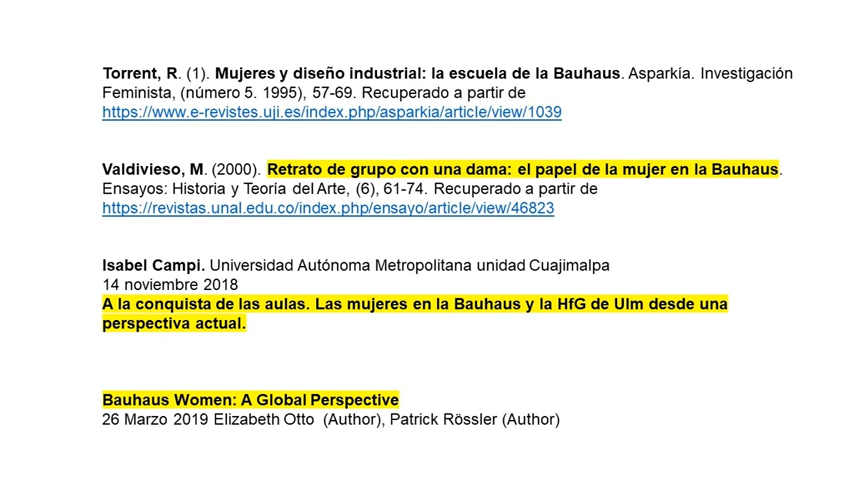 Torrent, R. (1). Mujeres y diseño industrial: la escuela de la Bauhaus. Asparkía. Investigación
Feminista, (número 5. 1995), 57-69. Recuperado a partir de
https://www.e-revistes.uji.es/index.php/asparkia/article/view/1039
Valdivieso, M. (2000). Retrato de grupo con una dama: el papel de la mujer en la Bauhaus.
Ensayos: Historia y Teoría del Arte, (6), 61-74. Recuperado a partir de
https://revistas.unal.edu.co/index.php/ensayo/article/view/46823
Isabel Campi. Universidad Autónoma Metropolitana unidad Cuajimalpa
14 noviembre 2018
A la conquista de las aulas. Las mujeres en la Bauhaus y la HfG de Ulm desde una
perspectiva actual.
Bauhaus Women: A Global Perspective
26 Marzo 2019 Elizabeth Otto (Author), Patrick Rössler (Author)